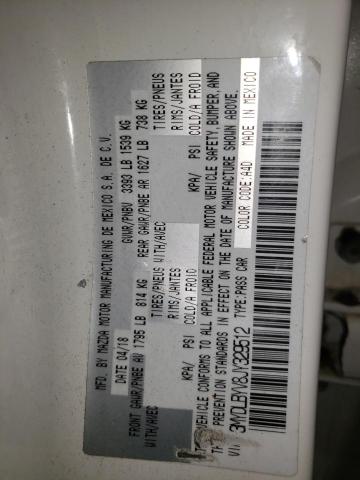 MFD. BY MAZDA MOTOR MANUFACTURING DE MEXICO S.A. DE C.V.
DATE 04/18 GVWR/PNBV 3393 LB 1539 KG
FRONT GAWR/PNBE AV 1795 LB 814 KG REAR GAWR/PNBE AR 1627 LB 738 KG
WITH/AVEC TIRES/PNEUS WITH/AVEC TIRES/PNEUS
RIMS/JANTES RIMS/JANTES
KPA/ PSI COLD/A FROID KPA/ PSI COLD/A FROID
VEHICLE CONFORMS TO ALL APPLICABLE FEDERAL MOTOR VEHICLE SAFETY, BUMPER, AND
PREVENTION STANDARDS IN EFFECT ON THE DATE OF MANUFACTURE SHOWN ABOVE.
3MYDLBYV8JY329512 TYPE:PASS CAR COLOR CODE:A4D MADE IN MEXICO